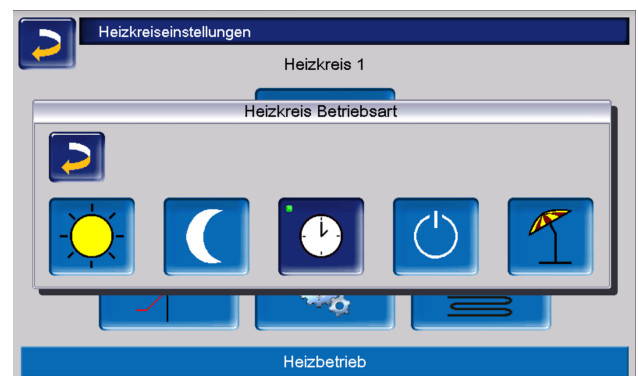 Heizkreiseinstellungen
Heizkreis 1
Heizkreis Betriebsart
Heizbetrieb